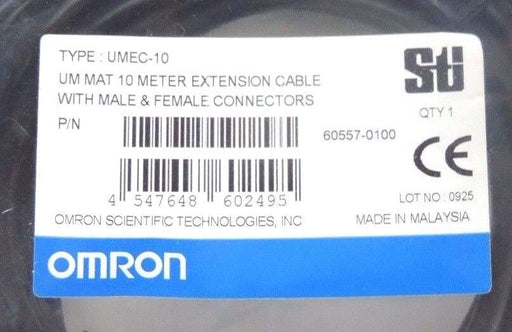 TYPE : UMEC-10
UM MAT 10 METER EXTENSION CABLE
WITH MALE & FEMALE CONNECTORS
Sti
QTY 1
P/N
60557-0100
CE
4 547648 602495
LOT NO : 0925
OMRON SCIENTIFIC TECHNOLOGIES, INC
MADE IN MALAYSIA
OMRON